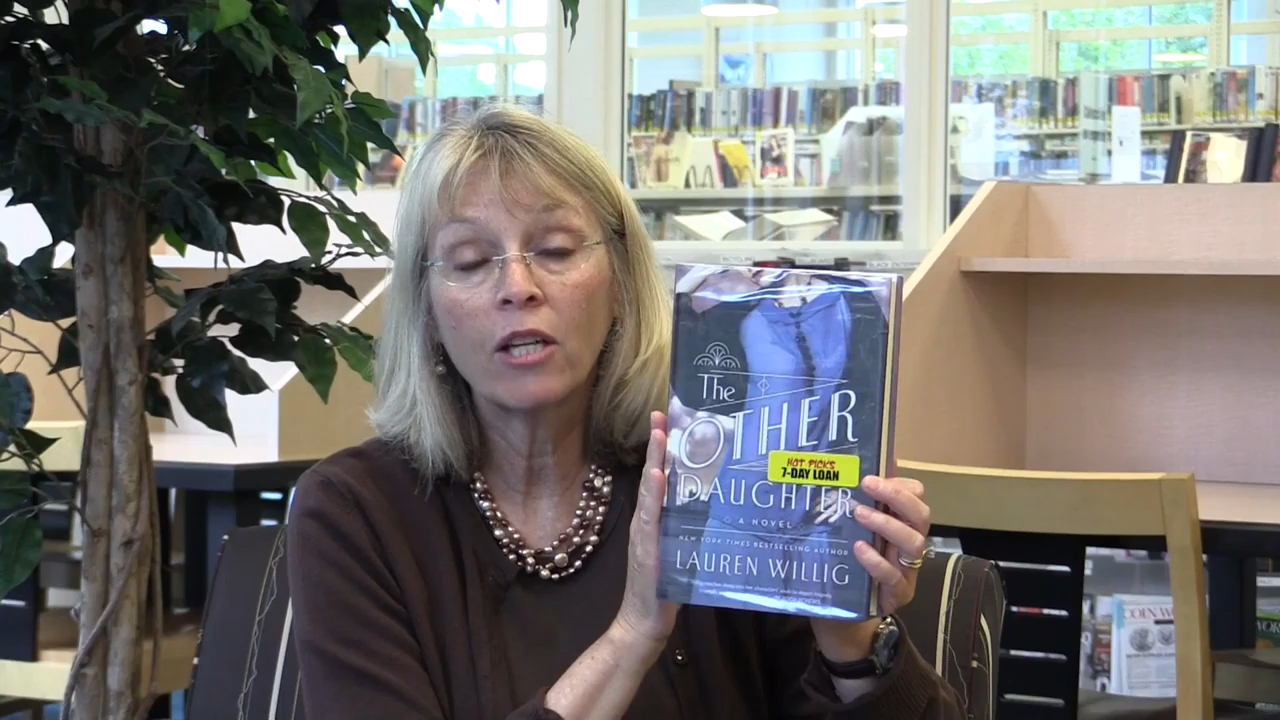 The
OTHER
HOT PICKS
7-DAY LOAN
DAUGHTER
A NOVEL
NEW YORK TIMES BESTSELLING AUTHOR
LAUREN WILLIG
COIN W